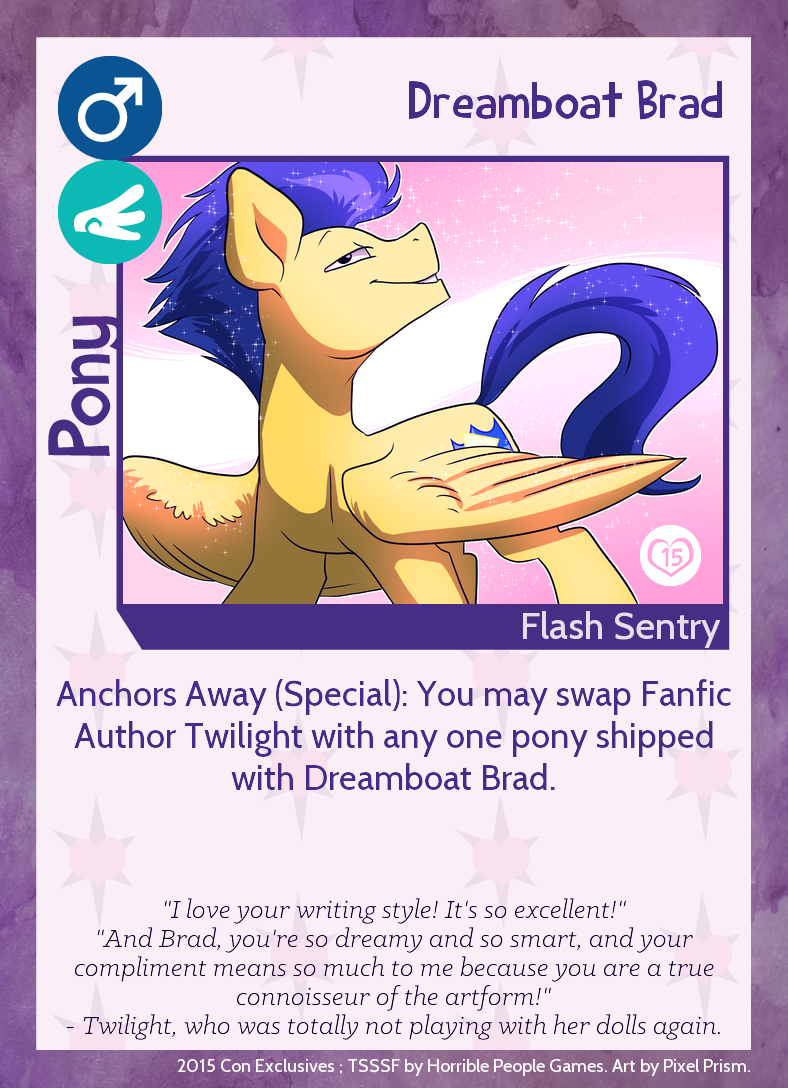 Dreamboat Brad
Pony
15
Flash Sentry
Anchors Away (Special): You may swap Fanfic
Author Twilight with any one pony shipped
with Dreamboat Brad.
"I love your writing style! It's so excellent!"
"And Brad, you're so dreamy and so smart, and your
compliment means so much to me because you are a true
connoisseur of the artform!"
- Twilight, who was totally not playing with her dolls again.
2015 Con Exclusives ; TSSSF by Horrible People Games. Art by Pixel Prism.